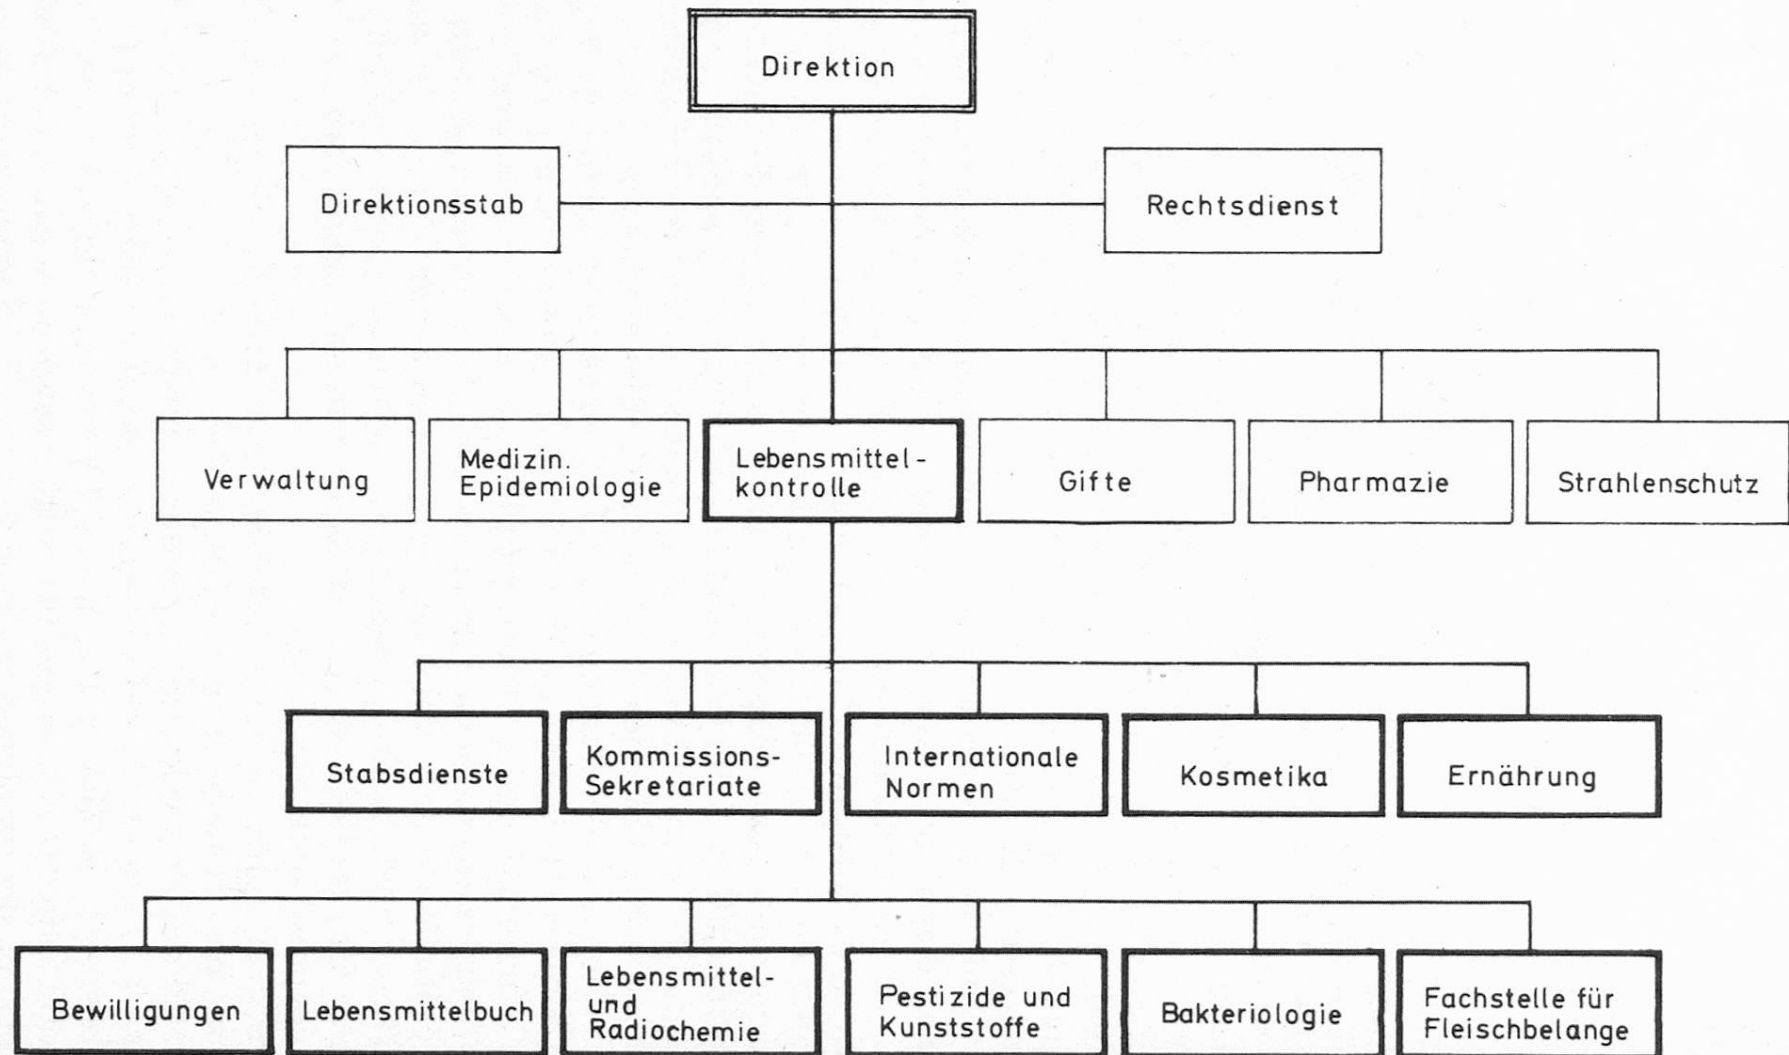 Direktion
Direktionsstab
Rechtsdienst
Verwaltung
Medizin.
Epidemiologie
Lebensmittel-
kontrolle
Gifte
Pharmazie
Strahlenschutz
Stabsdienste
Kommissions-
Sekretariate
Internationale
Normen
Kosmetika
Ernährung
Bewilligungen
Lebensmittelbuch
Lebensmittel-
und
Radiochemie
Pestizide und
Kunststoffe
Bakteriologie
Fachstelle für
Fleischbelange